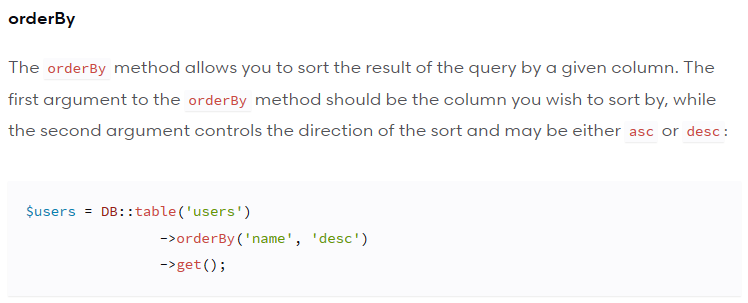 orderBy
The orderBy method allows you to sort the result of the query by a given column. The
first argument to the orderBy method should be the column you wish to sort by, while
the second argument controls the direction of the sort and may be either asc or desc:
$users = DB::table('users')
->orderBy('name', 'desc')
->get();